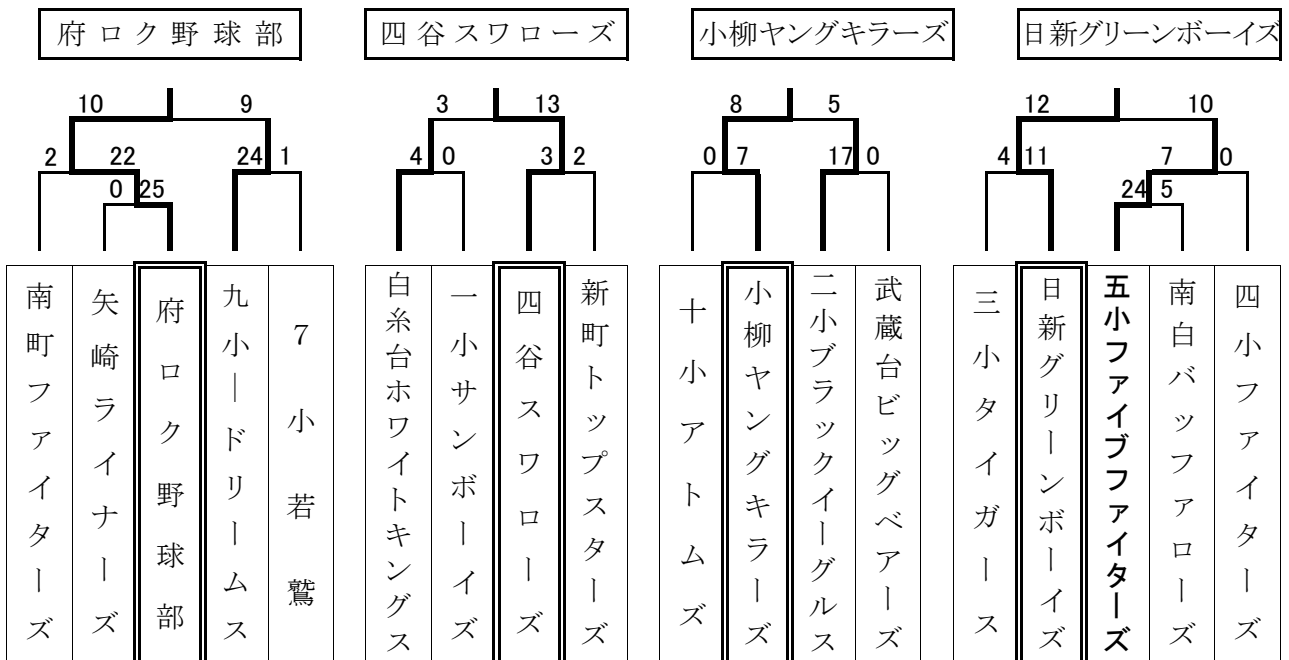 府ロク野球部 四谷スワローズ 小柳ヤングキラーズ 日新グリーンボーイズ
10 9 3 13 8 5 12 10
2 22 24 1 4 0 3 2 0 7 17 0 4 11 7 0
0 25 24 5
南町ファイターズ
矢崎ライナーズ
府ロク野球部
九小ードリームス
7小若鷲
白糸台ホワイトキングス
一小サンボーイズ
四谷スワローズ
新町トップスターズ
十小アトムズ
小柳ヤングキラーズ
二小ブラックイーグルス
武蔵台ビッグベアーズ
三小タイガース
日新グリーンボーイズ
五小ファイブファイターズ
南白バッファローズ
四小ファイターズ